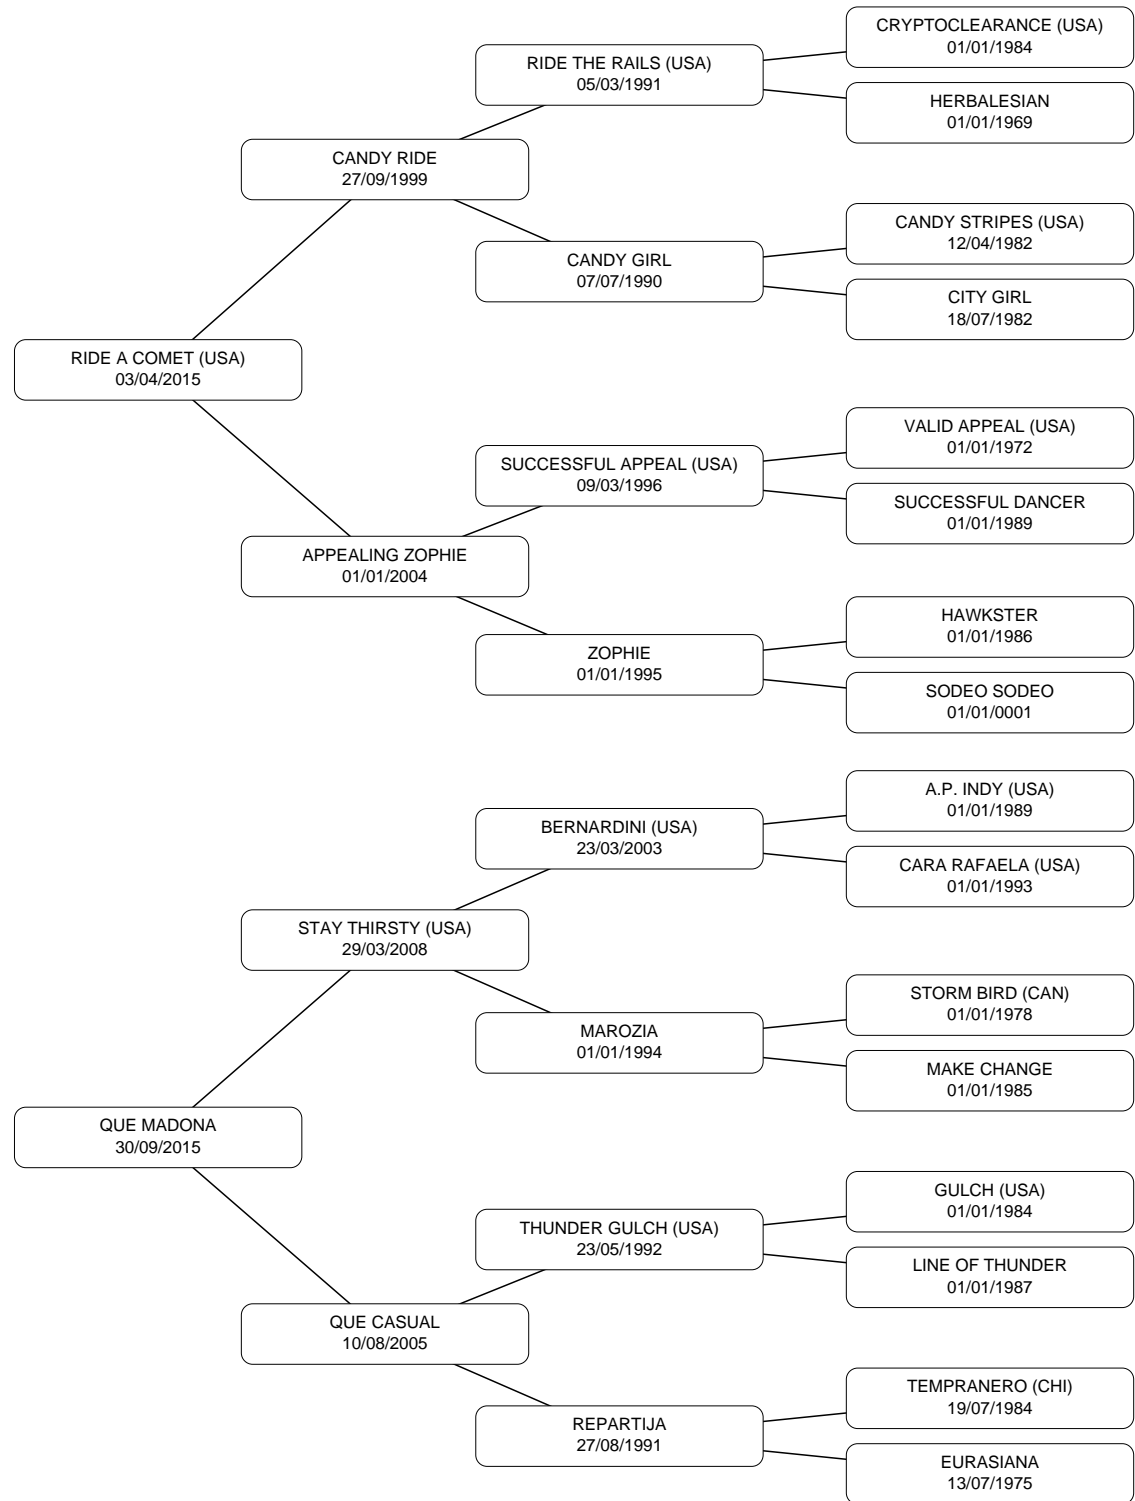 CRYPTOCLEARANCE (USA)
01/01/1984
RIDE THE RAILS (USA)
05/03/1991
HERBALESIAN
01/01/1969
CANDY RIDE
27/09/1999
CANDY STRIPES (USA)
12/04/1982
CANDY GIRL
07/07/1990
CITY GIRL
18/07/1982
RIDE A COMET (USA)
03/04/2015
VALID APPEAL (USA)
01/01/1972
SUCCESSFUL APPEAL (USA)
09/03/1996
SUCCESSFUL DANCER
01/01/1989
APPEALING ZOPHIE
01/01/2004
HAWKSTER
01/01/1986
ZOPHIE
01/01/1995
SODEO SODEO
01/01/0001
A.P. INDY (USA)
01/01/1989
BERNARDINI (USA)
23/03/2003
CARA RAFAELA (USA)
01/01/1993
STAY THIRSTY (USA)
29/03/2008
STORM BIRD (CAN)
01/01/1978
MAROZIA
01/01/1994
MAKE CHANGE
01/01/1985
QUE MADONA
30/09/2015
GULCH (USA)
01/01/1984
THUNDER GULCH (USA)
23/05/1992
LINE OF THUNDER
01/01/1987
QUE CASUAL
10/08/2005
TEMPRANERO (CHI)
19/07/1984
REPARTIJA
27/08/1991
EURASIANA
13/07/1975